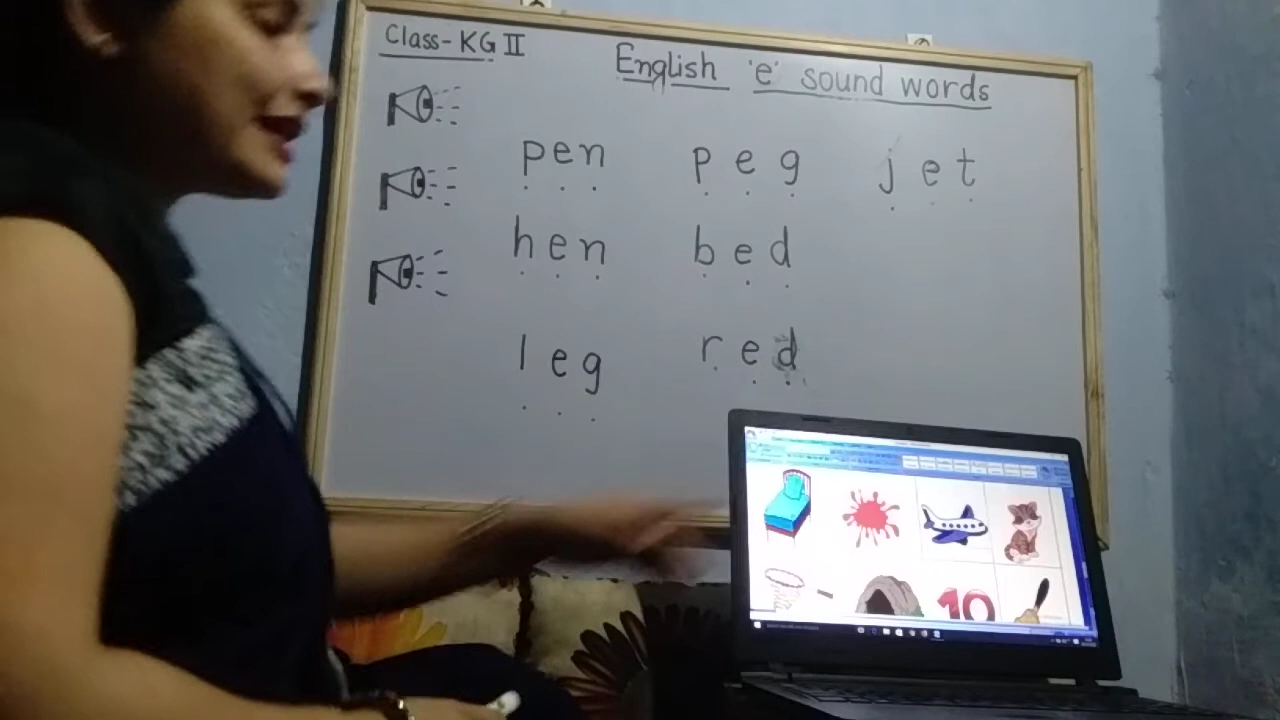 Class-KG II
English 'e' sound words
pen peg jet
hen bed
leg red
10